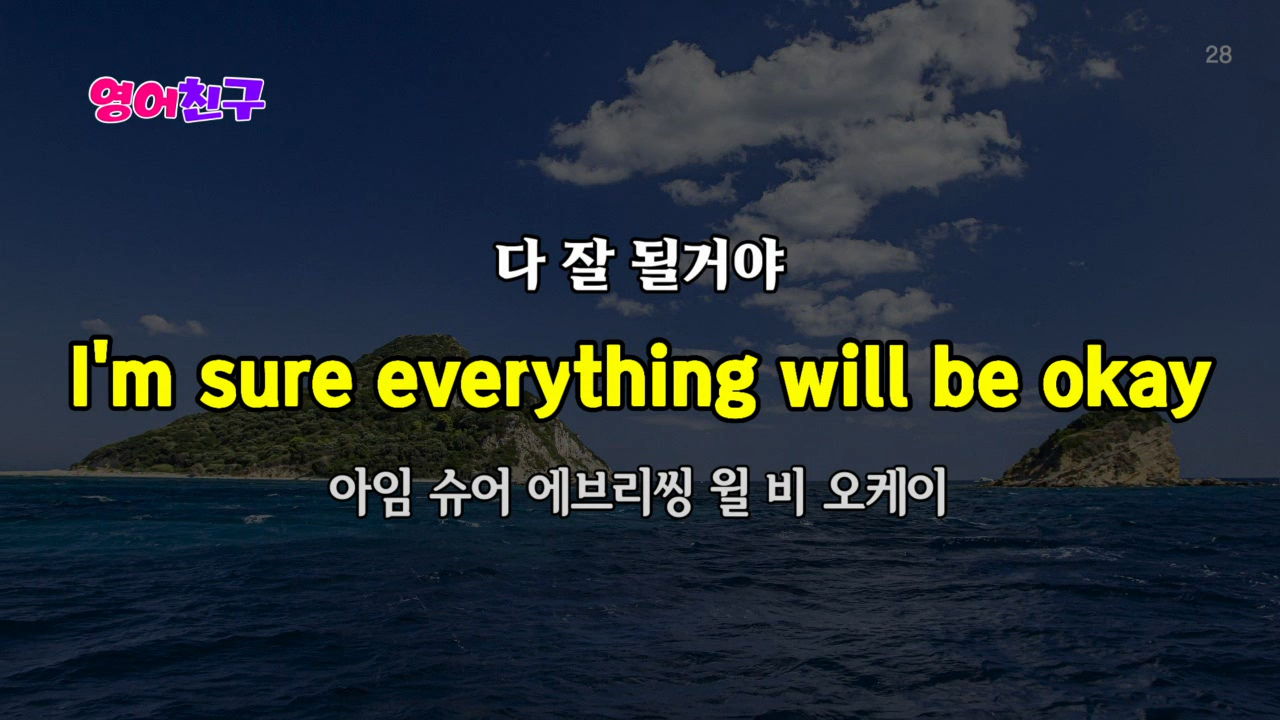 28
영어친구
다 잘 될거야
I'm sure everything will be okay
아임 슈어 에브리씽 윌 비 오케이